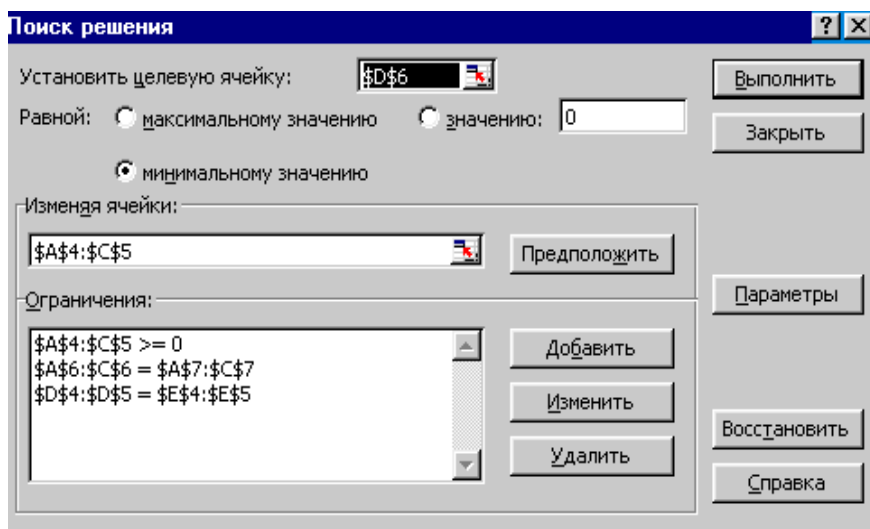 Поиск решения
Установить целевую ячейку: $D$6
Выполнить
Равной: максимальному значению значению: 0
Закрыть
минимальному значению
Изменяя ячейки:
$A$4:$C$5
Предположить
Параметры
Ограничения:
$A$4:$C$5 >= 0
$A$6:$C$6 = $A$7:$C$7
$D$4:$D$5 = $E$4:$E$5
Добавить
Изменить
Удалить
Восстановить
Справка